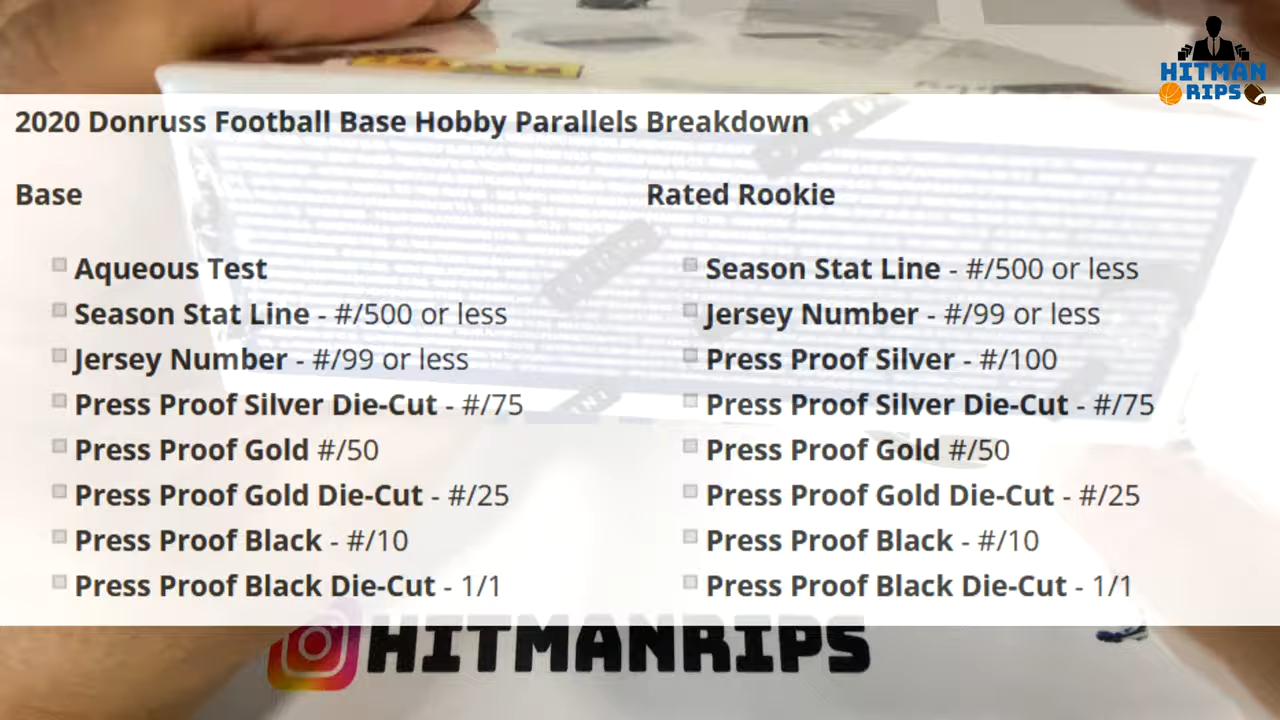 HITMAN
RIPS
2020 Donruss Football Base Hobby Parallels Breakdown
Base
Aqueous Test
Season Stat Line - #/500 or less
Jersey Number - #/99 or less
Press Proof Silver Die-Cut - #/75
Press Proof Gold #/50
Press Proof Gold Die-Cut - #/25
Press Proof Black - #/10
Press Proof Black Die-Cut - 1/1
Rated Rookie
Season Stat Line - #/500 or less
Jersey Number - #/99 or less
Press Proof Silver - #/100
Press Proof Silver Die-Cut - #/75
Press Proof Gold #/50
Press Proof Gold Die-Cut - #/25
Press Proof Black - #/10
Press Proof Black Die-Cut - 1/1
HITMANRIPS